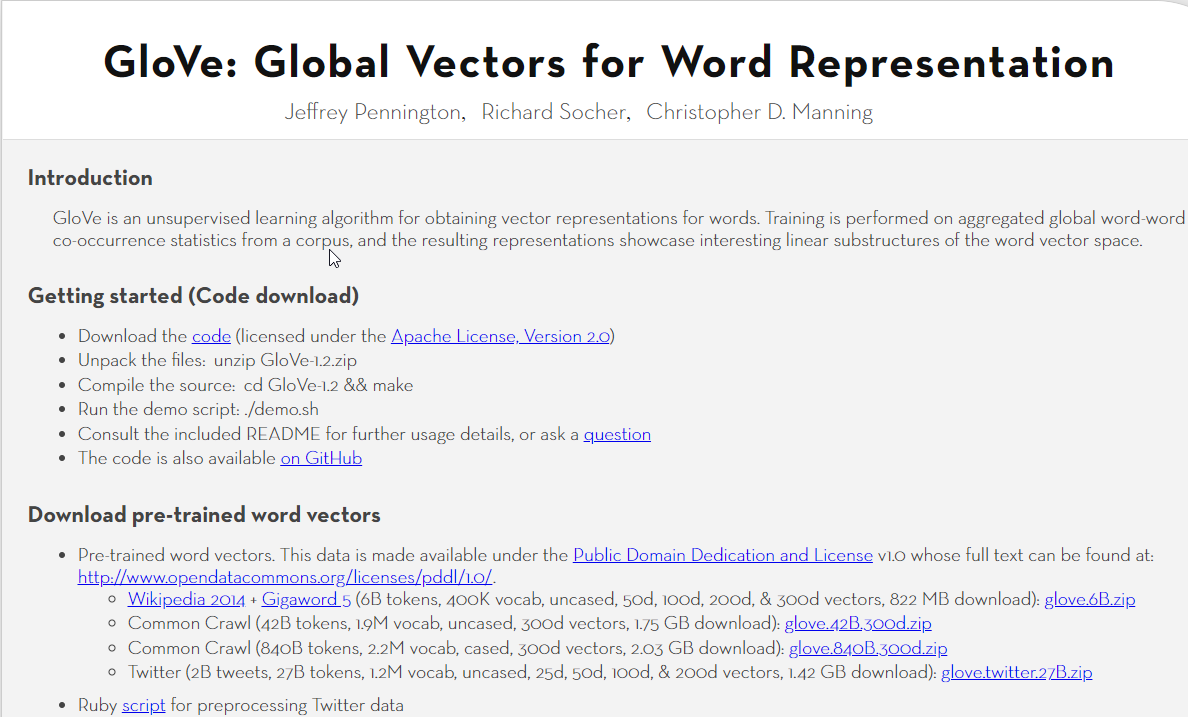 GloVe: Global Vectors for Word Representation
Jeffrey Pennington,   Richard Socher,   Christopher D. Manning
Introduction
GloVe is an unsupervised learning algorithm for obtaining vector representations for words. Training is performed on aggregated global word-word
co-occurrence statistics from a corpus, and the resulting representations showcase interesting linear substructures of the word vector space.
Getting started (Code download)
• Download the code (licensed under the Apache License, Version 2.0)
• Unpack the files:  unzip GloVe-1.2.zip
• Compile the source:  cd GloVe-1.2 && make
• Run the demo script: ./demo.sh
• Consult the included README for further usage details, or ask a question
• The code is also available on GitHub
Download pre-trained word vectors
• Pre-trained word vectors. This data is made available under the Public Domain Dedication and License v1.0 whose full text can be found at:
http://www.opendatacommons.org/licenses/pddl/1.0/.
◦ Wikipedia 2014 + Gigaword 5 (6B tokens, 400K vocab, uncased, 50d, 100d, 200d, & 300d vectors, 822 MB download): glove.6B.zip
◦ Common Crawl (42B tokens, 1.9M vocab, uncased, 300d vectors, 1.75 GB download): glove.42B.300d.zip
◦ Common Crawl (840B tokens, 2.2M vocab, cased, 300d vectors, 2.03 GB download): glove.840B.300d.zip
◦ Twitter (2B tweets, 27B tokens, 1.2M vocab, uncased, 25d, 50d, 100d, & 200d vectors, 1.42 GB download): glove.twitter.27B.zip
• Ruby script for preprocessing Twitter data